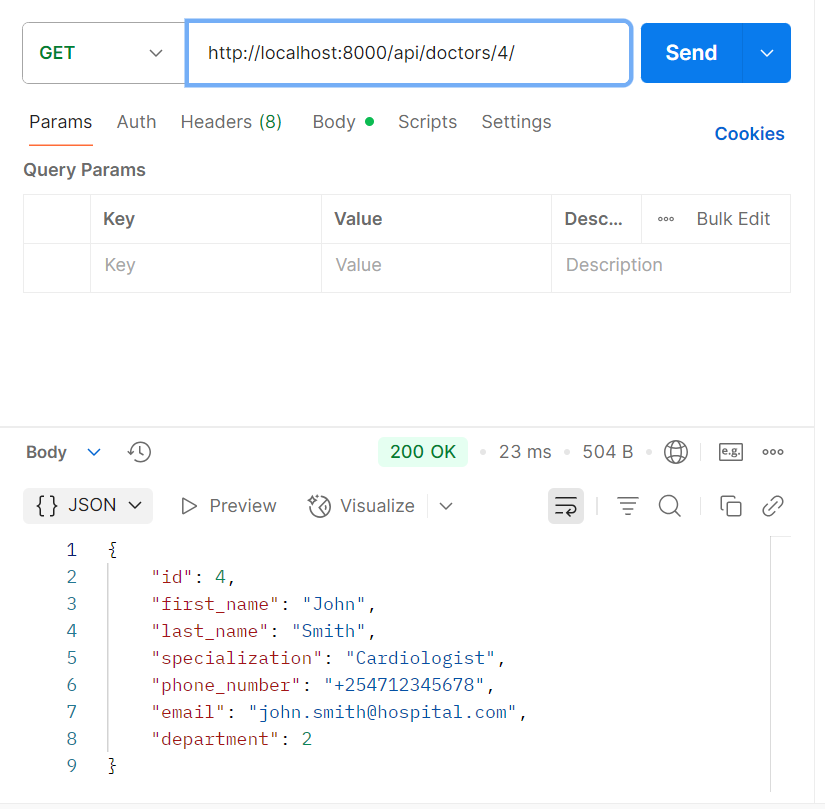 GET http://localhost:8000/api/doctors/4/ Send
Params Auth Headers (8) Body Scripts Settings Cookies
Query Params
Key Value Desc... Bulk Edit
Key Value Description
Body 200 OK 23 ms 504 B e.g.
{} JSON Preview Visualize
1 {
2 "id": 4,
3 "first_name": "John",
4 "last_name": "Smith",
5 "specialization": "Cardiologist",
6 "phone_number": "+254712345678",
7 "email": "john.smith@hospital.com",
8 "department": 2
9 }